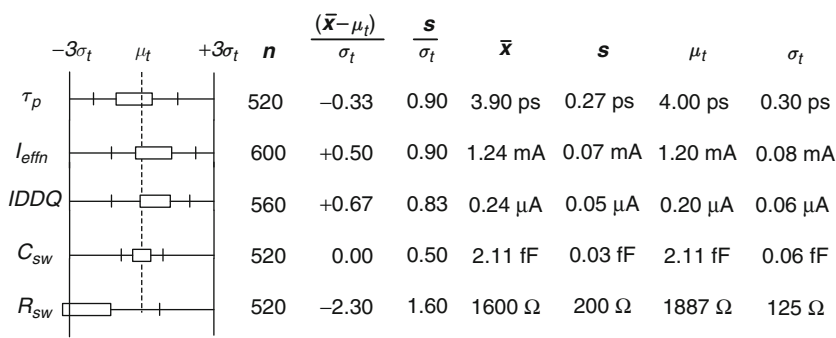 −3σt μt +3σt n (x̄−μt)/σt s/σt x̄ s μt σt
τp 520 −0.33 0.90 3.90 ps 0.27 ps 4.00 ps 0.30 ps
Ieffn 600 +0.50 0.90 1.24 mA 0.07 mA 1.20 mA 0.08 mA
IDDQ 560 +0.67 0.83 0.24 μA 0.05 μA 0.20 μA 0.06 μA
Csw 520 0.00 0.50 2.11 fF 0.03 fF 2.11 fF 0.06 fF
Rsw 520 −2.30 1.60 1600 Ω 200 Ω 1887 Ω 125 Ω